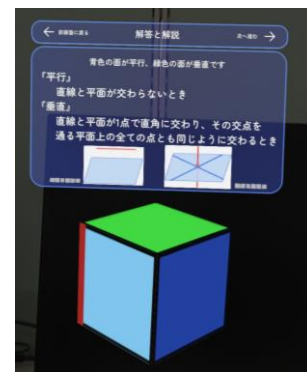 解答と解説
青色の面が平行、緑色の面が垂直です
「平行」
直線と平面が交わらないとき
「垂直」
直線と平面が1点で直角に交わり、その交点を
通る平面上の全ての点とも同じように交わるとき